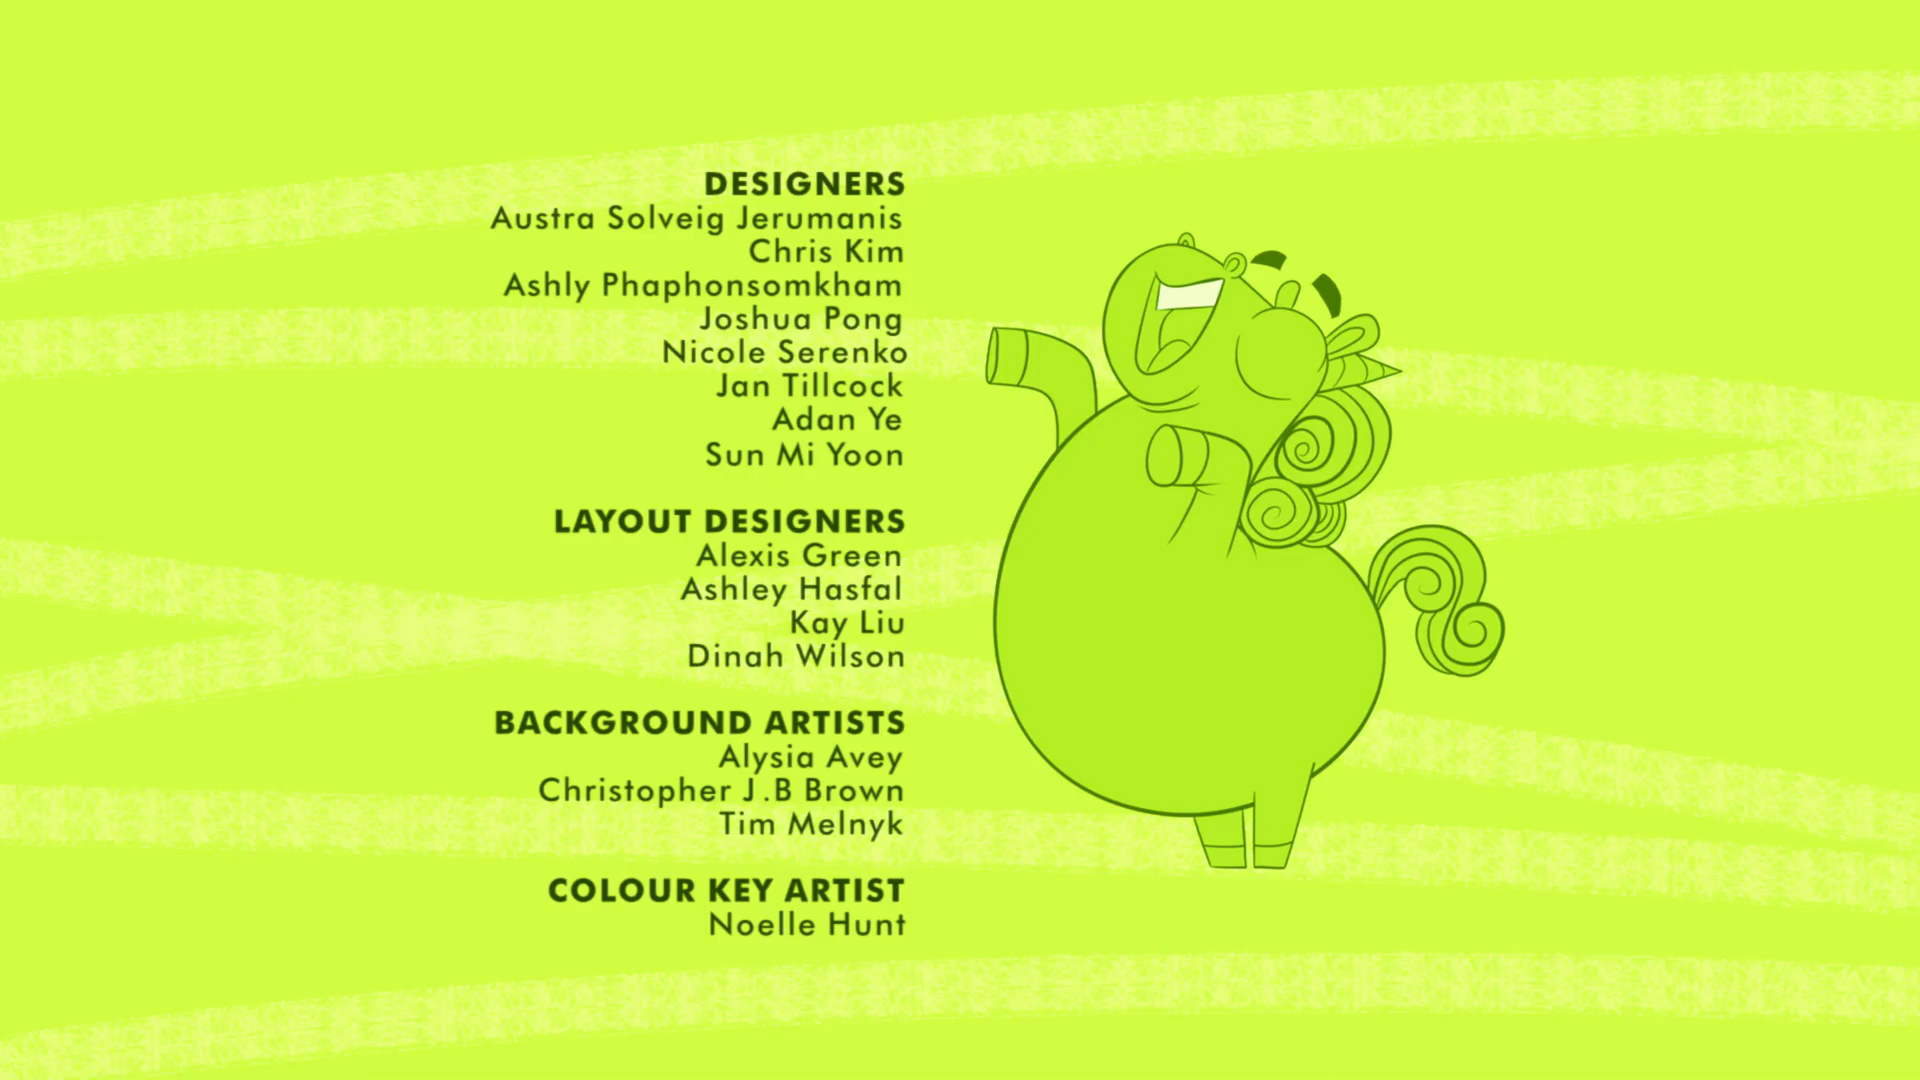 DESIGNERS
Austra Solveig Jerumanis
Chris Kim
Ashly Phaphonsomkham
Joshua Pong
Nicole Serenko
Jan Tillcock
Adan Ye
Sun Mi Yoon
LAYOUT DESIGNERS
Alexis Green
Ashley Hasfal
Kay Liu
Dinah Wilson
BACKGROUND ARTISTS
Alysia Avey
Christopher J.B Brown
Tim Melnyk
COLOUR KEY ARTIST
Noelle Hunt